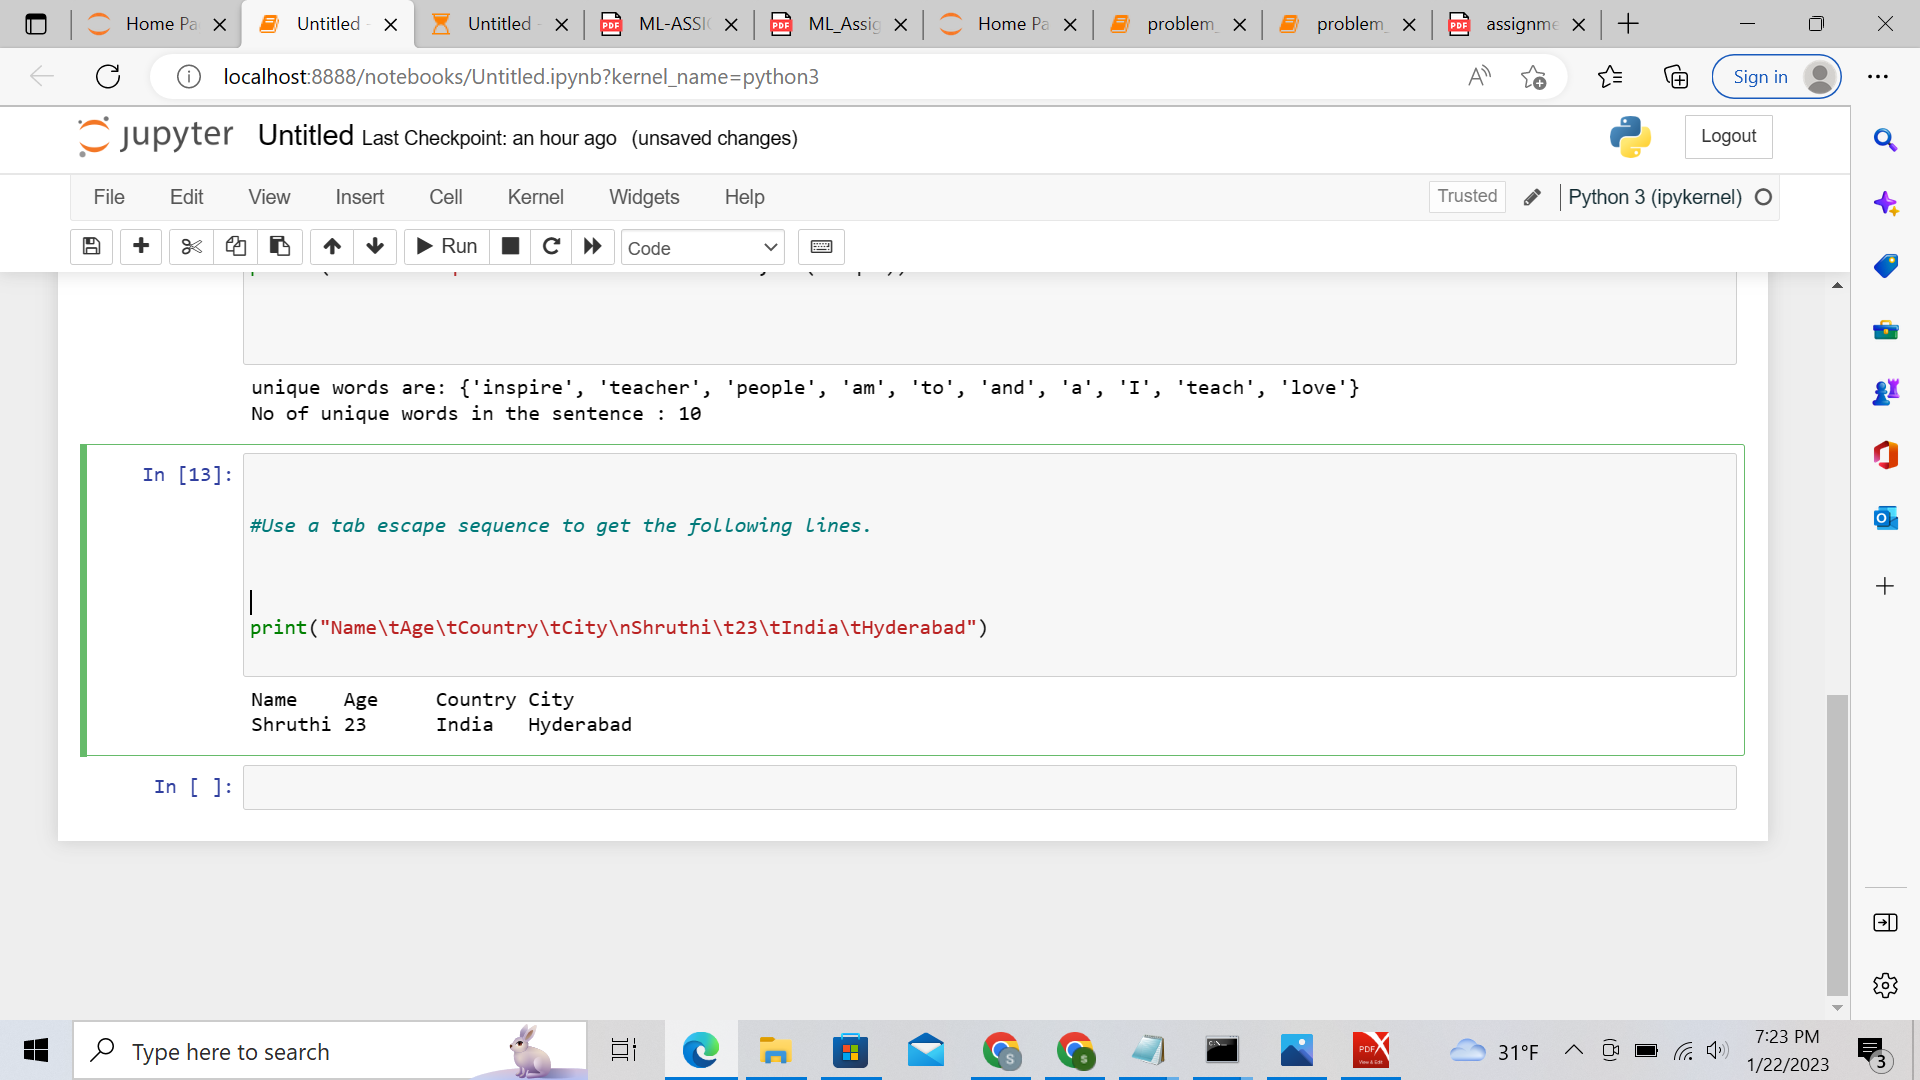 Home Pa
Untitled -
Untitled -
ML-ASSIG
ML_Assig
Home Pa
problem_
problem_
assignme
localhost:8888/notebooks/Untitled.ipynb?kernel_name=python3
Sign in
jupyter Untitled Last Checkpoint: an hour ago (unsaved changes)
Logout
File Edit View Insert Cell Kernel Widgets Help
Trusted
Python 3 (ipykernel)
Run
Code
unique words are: {'inspire', 'teacher', 'people', 'am', 'to', 'and', 'a', 'I', 'teach', 'love'}
No of unique words in the sentence : 10
In [13]:
#Use a tab escape sequence to get the following lines.
print("Name\tAge\tCountry\tCity\nShruthi\t23\tIndia\tHyderabad")
Name Age Country City
Shruthi 23 India Hyderabad
In [ ]:
Type here to search
31°F
7:23 PM
1/22/2023
3